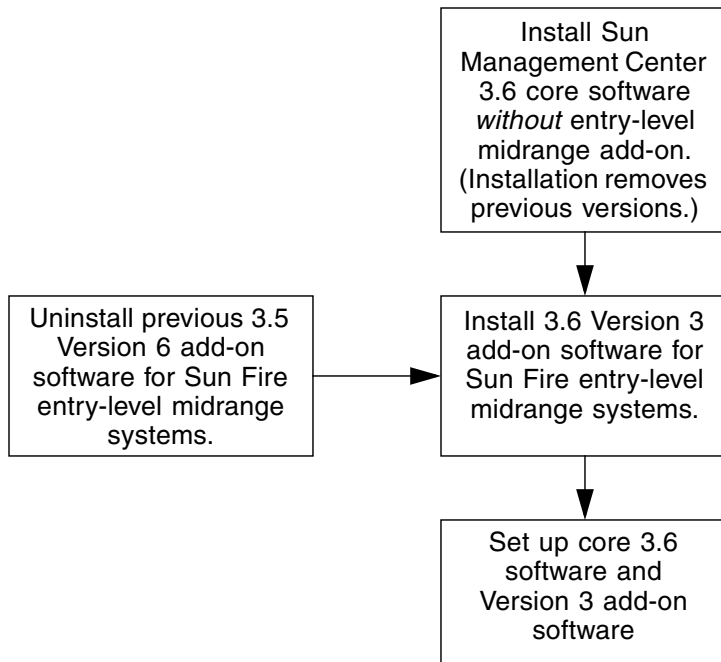 Install Sun
Management Center
3.6 core software
without entry-level
midrange add-on.
(Installation removes
previous versions.)
Uninstall previous 3.5
Version 6 add-on
software for Sun Fire
entry-level midrange
systems.
Install 3.6 Version 3
add-on software for
Sun Fire entry-level
midrange systems.
Set up core 3.6
software and
Version 3 add-on
software